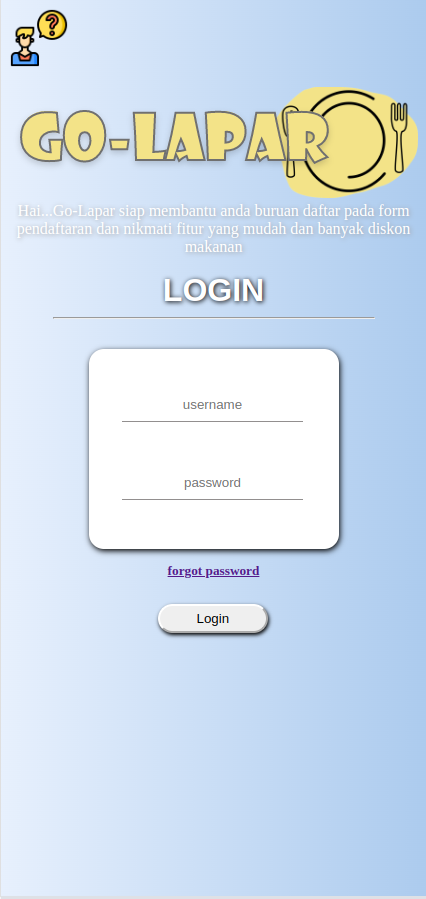 ?
GO-LAPAR
Hai...Go-Lapar siap membantu anda buruan daftar pada form
pendaftaran dan nikmati fitur yang mudah dan banyak diskon
makanan
LOGIN
username
password
forgot password
Login